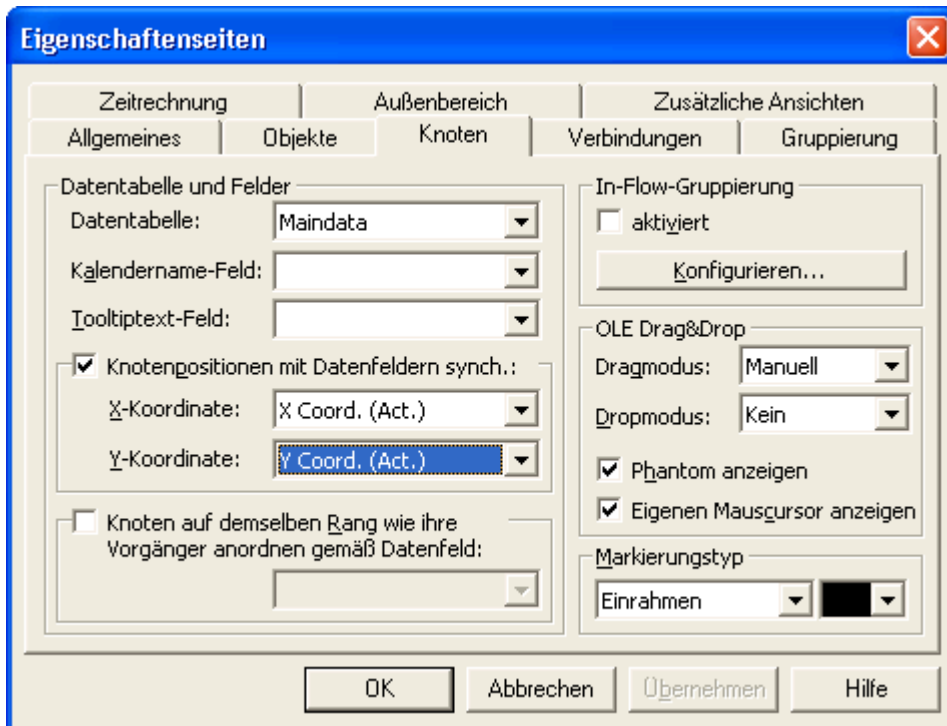 Eigenschaftenseiten
Zeitrechnung Außenbereich Zusätzliche Ansichten
Allgemeines Objekte Knoten Verbindungen Gruppierung
Datentabelle und Felder
Datentabelle: Maindata
Kalendername-Feld:
Tooltiptext-Feld:
Knotenpositionen mit Datenfeldern synch.:
X-Koordinate: X Coord. (Act.)
Y-Koordinate: Y Coord. (Act.)
Knoten auf demselben Rang wie ihre
Vorgänger anordnen gemäß Datenfeld:
In-Flow-Gruppierung
aktiviert
Konfigurieren...
OLE Drag&Drop
Dragmodus: Manuell
Dropmodus: Kein
Phantom anzeigen
Eigenen Mauscursor anzeigen
Markierungstyp
Einrahmen
OK Abbrechen Übernehmen Hilfe